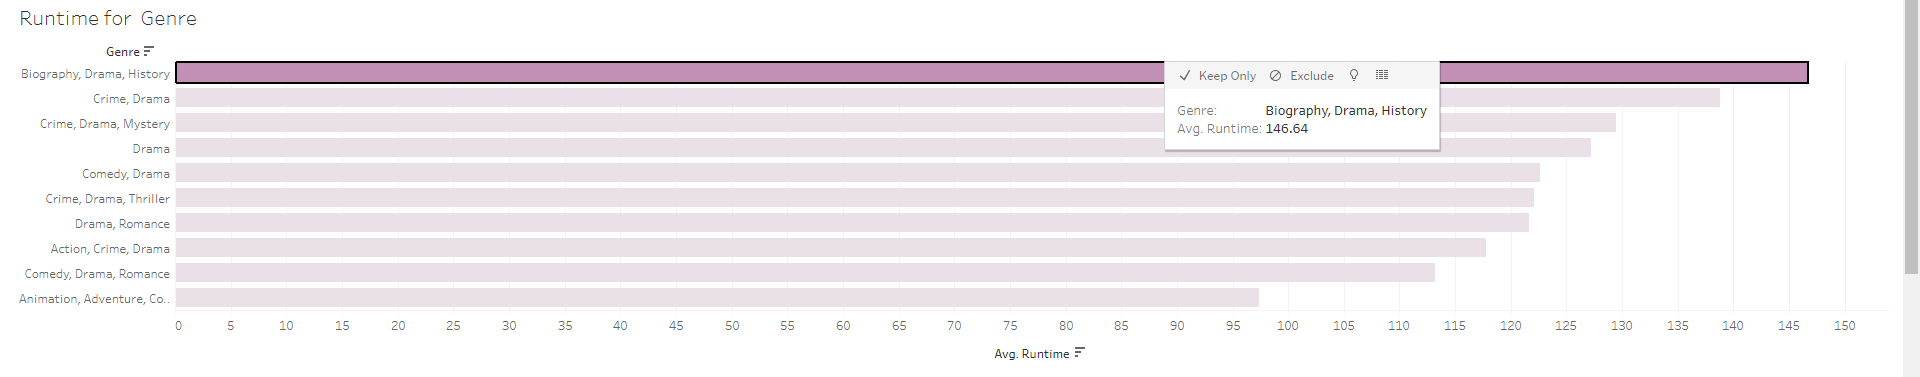 Runtime for Genre
Genre
Biography, Drama, History
Keep Only Exclude
Crime, Drama
Genre: Biography, Drama, History
Crime, Drama, Mystery
Avg. Runtime: 146.64
Drama
Comedy, Drama
Crime, Drama, Thriller
Drama, Romance
Action, Crime, Drama
Comedy, Drama, Romance
Animation, Adventure, Co..
0 5 10 15 20 25 30 35 40 45 50 55 60 65 70 75 80 85 90 95 100 105 110 115 120 125 130 135 140 145 150
Avg. Runtime